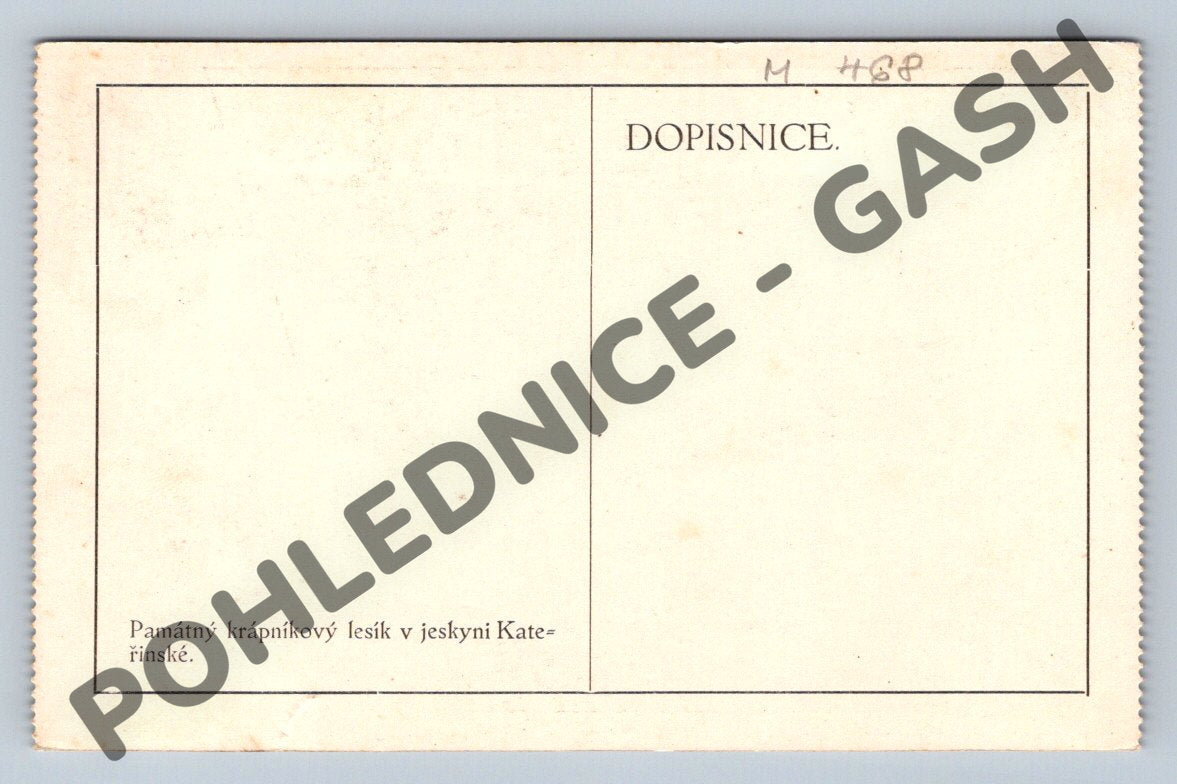 M 468
DOPISNICE.
Památný krápníkový lesík v jeskyni Kate=
řinské.
POHLEDNICE - GASH